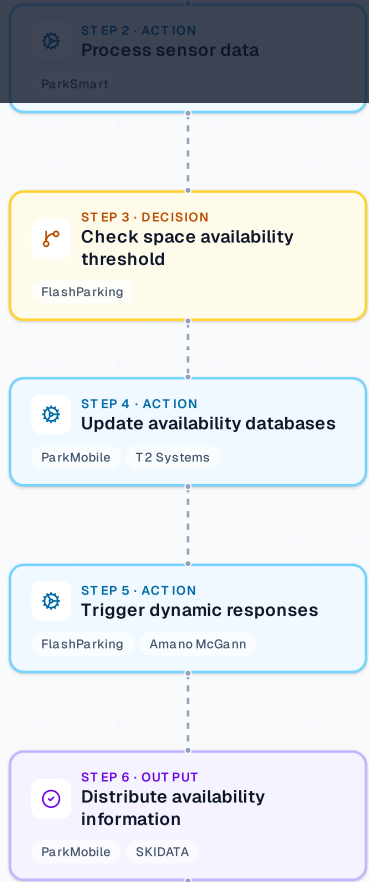 STEP 2 · ACTION
Process sensor data
ParkSmart
STEP 3 · DECISION
Check space availability
threshold
FlashParking
STEP 4 · ACTION
Update availability databases
ParkMobile T2 Systems
STEP 5 · ACTION
Trigger dynamic responses
FlashParking Amano McGann
STEP 6 · OUTPUT
Distribute availability
information
ParkMobile SKIDATA